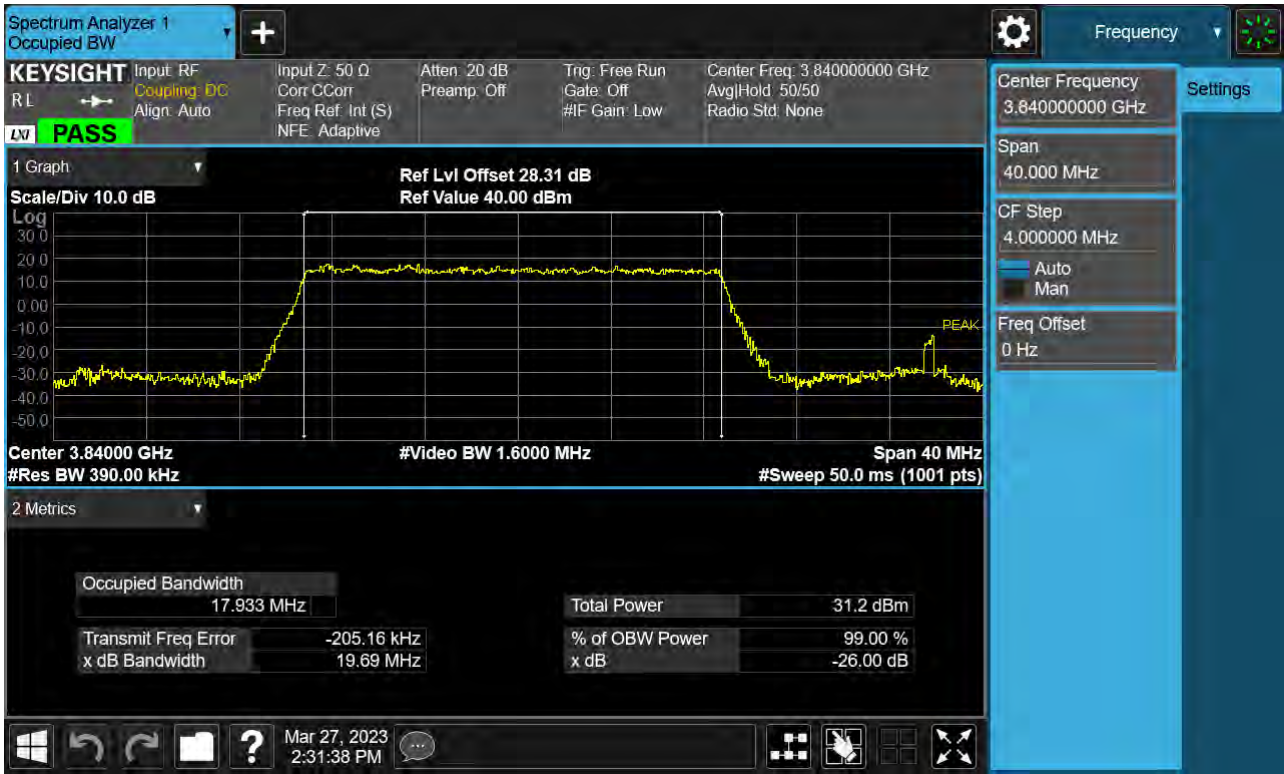 Spectrum Analyzer 1
Occupied BW
Frequency
KEYSIGHT
RL
LXI
PASS
Input: RF
Coupling: DC
Align: Auto
Input Z: 50 Ω
Corr CCorr
Freq Ref: Int (S)
NFE: Adaptive
Atten: 20 dB
Preamp: Off
Trig: Free Run
Gate: Off
#IF Gain: Low
Center Freq: 3.840000000 GHz
Avg|Hold: 50/50
Radio Std: None
Center Frequency
3.840000000 GHz
Settings
Span
40.000 MHz
CF Step
4.000000 MHz
Auto
Man
Freq Offset
0 Hz
1 Graph
Scale/Div 10.0 dB
Ref Lvl Offset 28.31 dB
Ref Value 40.00 dBm
Log
30.0
20.0
10.0
0.00
-10.0
-20.0
-30.0
-40.0
-50.0
PEAK
Center 3.84000 GHz
#Video BW 1.6000 MHz
Span 40 MHz
#Res BW 390.00 kHz
#Sweep 50.0 ms (1001 pts)
2 Metrics
Occupied Bandwidth
17.933 MHz
Total Power 31.2 dBm
Transmit Freq Error -205.16 kHz
% of OBW Power 99.00 %
x dB Bandwidth 19.69 MHz
x dB -26.00 dB
?
Mar 27, 2023
2:31:38 PM